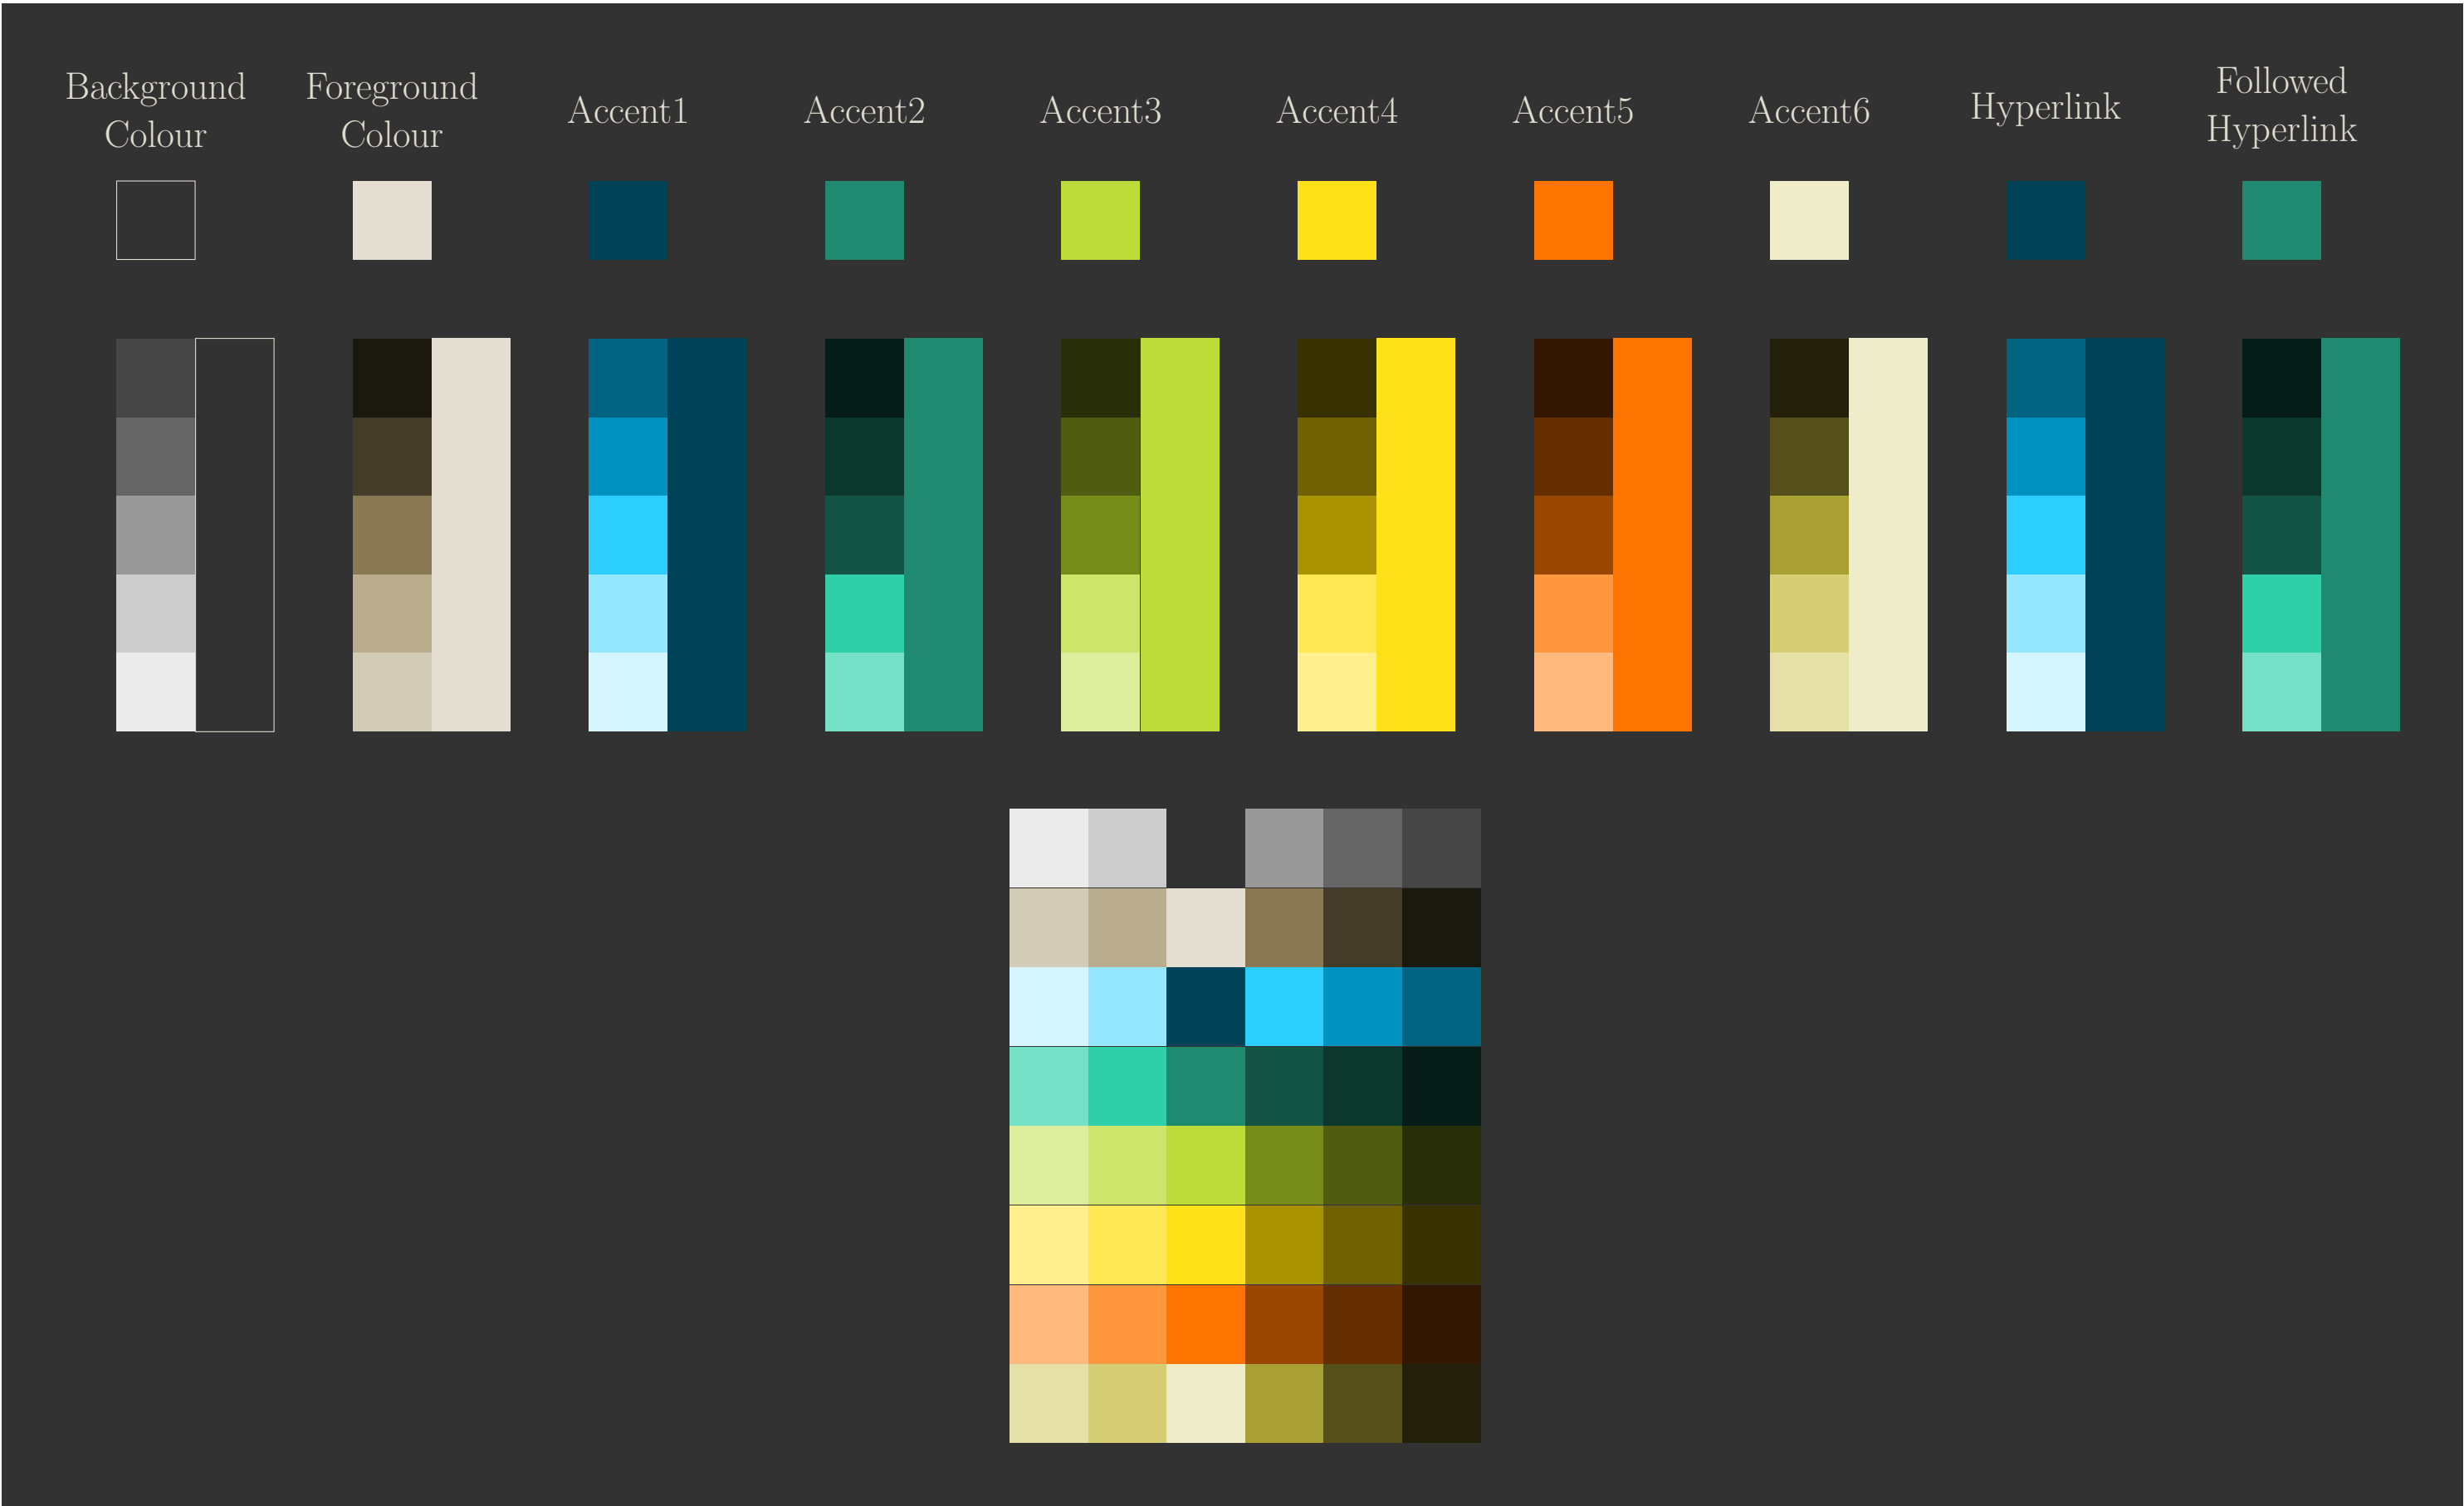 Background
Colour
Foreground
Colour
Accent1
Accent2
Accent3
Accent4
Accent5
Accent6
Hyperlink
Followed
Hyperlink